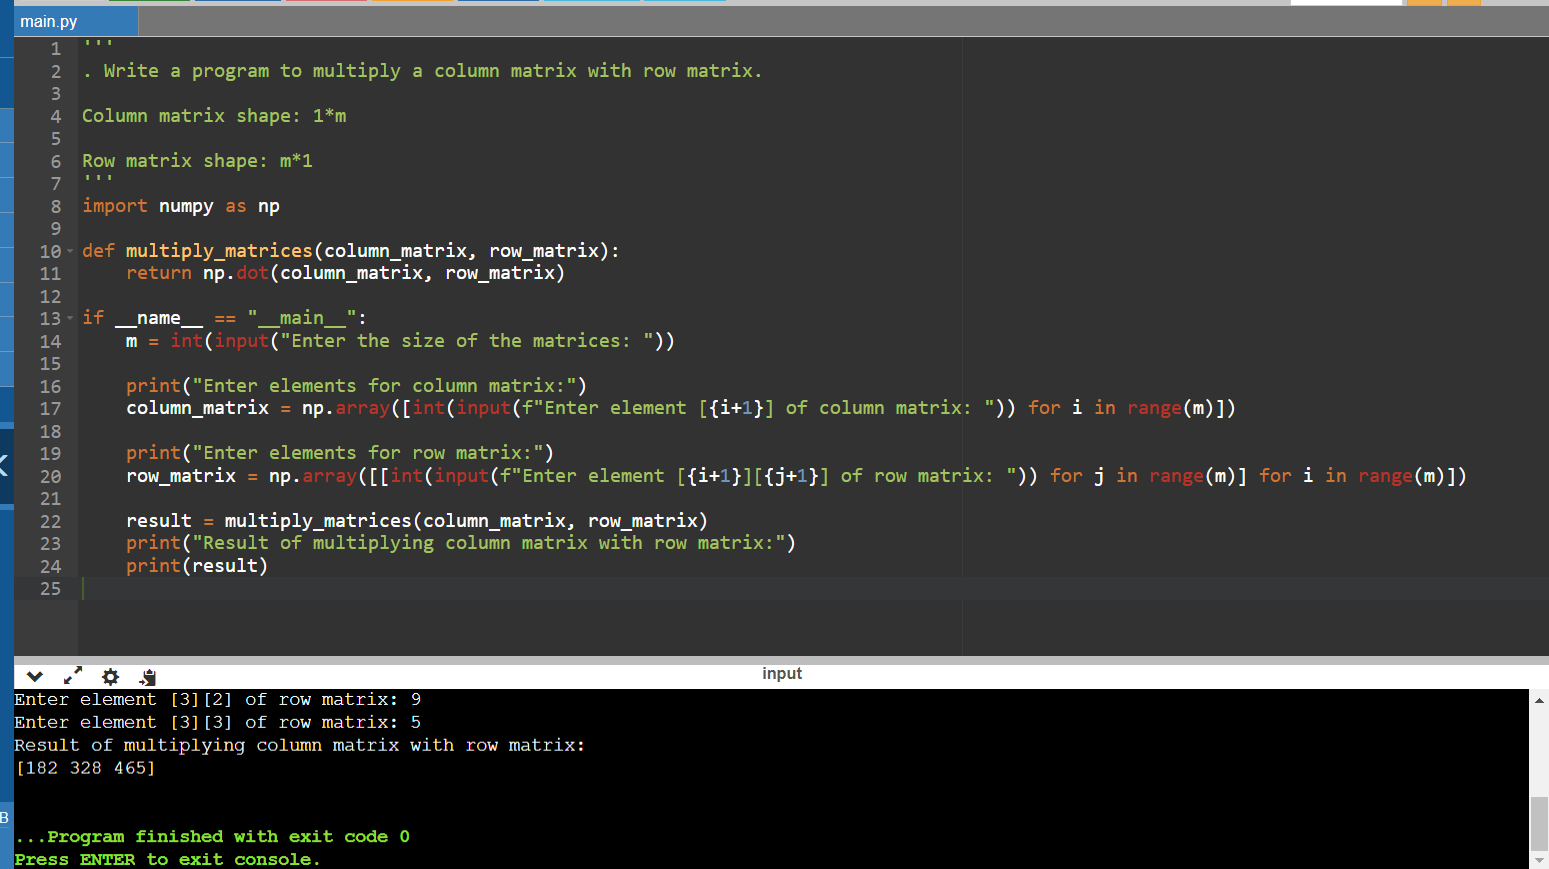 main.py
1 '''
2 . Write a program to multiply a column matrix with row matrix.
3
4 Column matrix shape: 1*m
5
6 Row matrix shape: m*1
7 '''
8 import numpy as np
9
10 def multiply_matrices(column_matrix, row_matrix):
11     return np.dot(column_matrix, row_matrix)
12
13 if __name__ == "__main__":
14     m = int(input("Enter the size of the matrices: "))
15
16     print("Enter elements for column matrix:")
17     column_matrix = np.array([int(input(f"Enter element [{i+1}] of column matrix: ")) for i in range(m)])
18
19     print("Enter elements for row matrix:")
20     row_matrix = np.array([[int(input(f"Enter element [{i+1}][{j+1}] of row matrix: ")) for j in range(m)] for i in range(m)])
21
22     result = multiply_matrices(column_matrix, row_matrix)
23     print("Result of multiplying column matrix with row matrix:")
24     print(result)
25
input
Enter element [3][2] of row matrix: 9
Enter element [3][3] of row matrix: 5
Result of multiplying column matrix with row matrix:
[182 328 465]
B
...Program finished with exit code 0
Press ENTER to exit console.